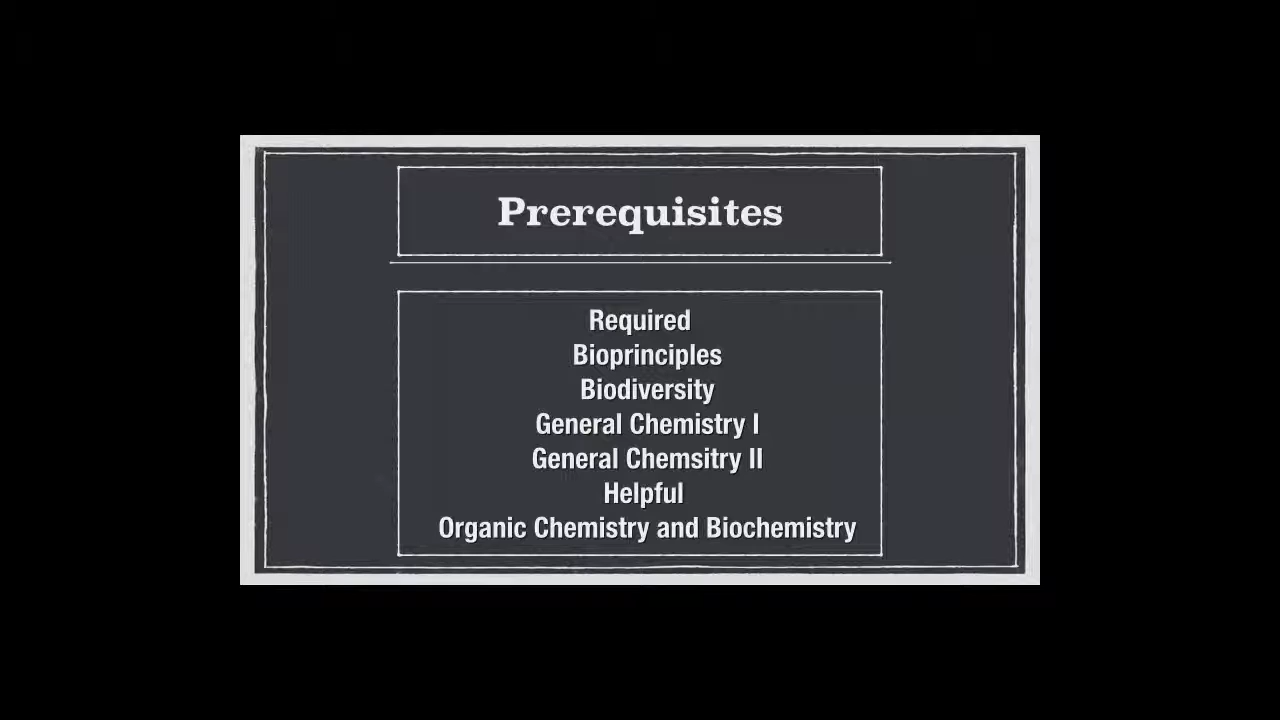 Prerequisites
Required
Bioprinciples
Biodiversity
General Chemistry I
General Chemsitry II
Helpful
Organic Chemistry and Biochemistry